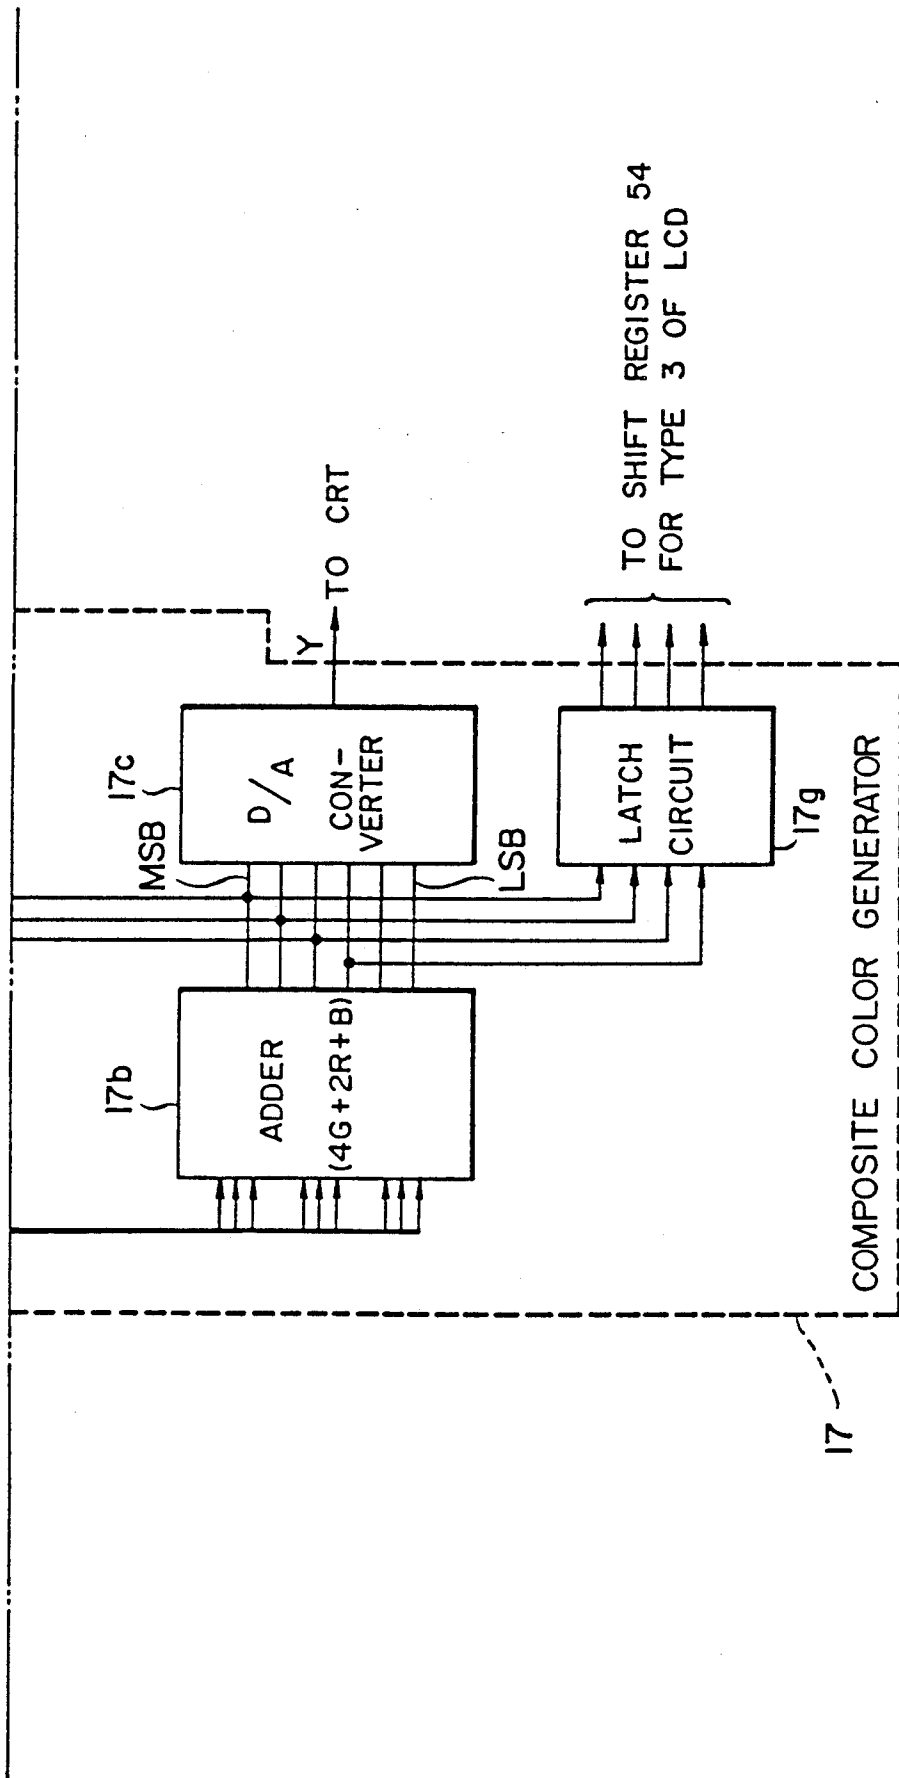 17b
ADDER
(4G+2R+B)
MSB
LSB
17c
D/A
CON-
VERTER
Y
TO CRT
LATCH
CIRCUIT
17g
TO SHIFT REGISTER 54
FOR TYPE 3 OF LCD
COMPOSITE COLOR GENERATOR
17